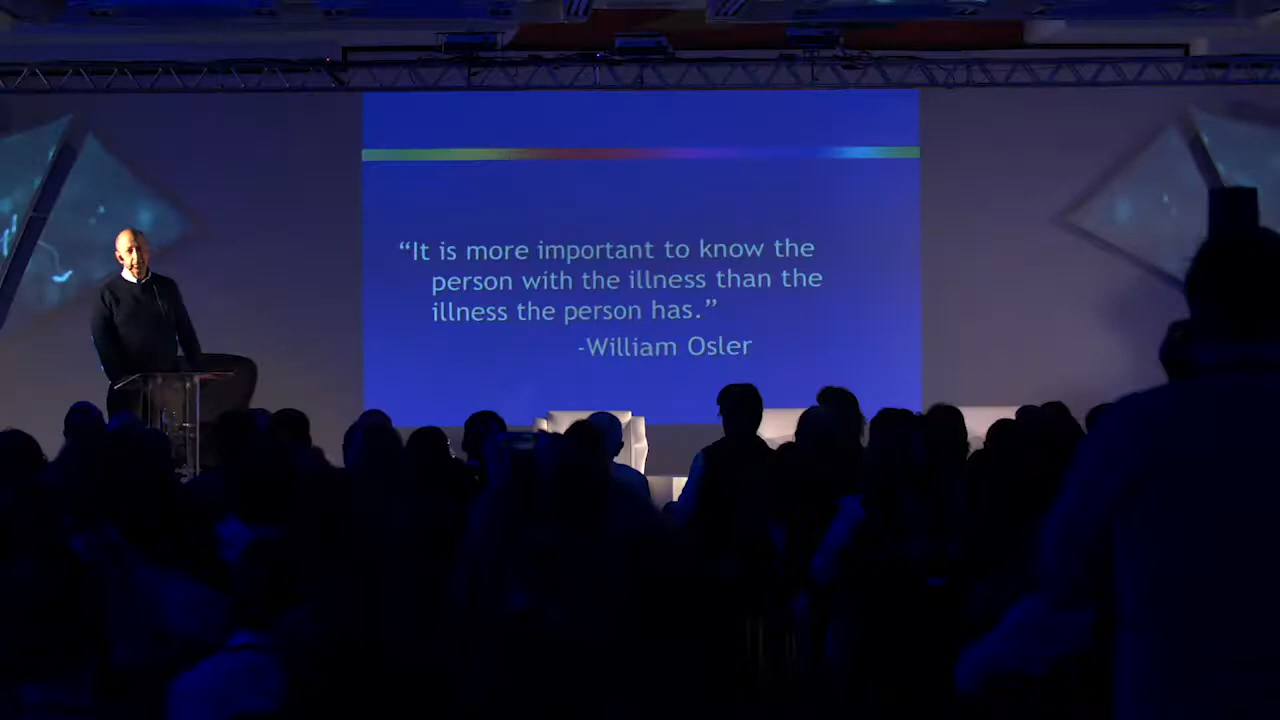 “It is more important to know the
person with the illness than the
illness the person has.”
-William Osler